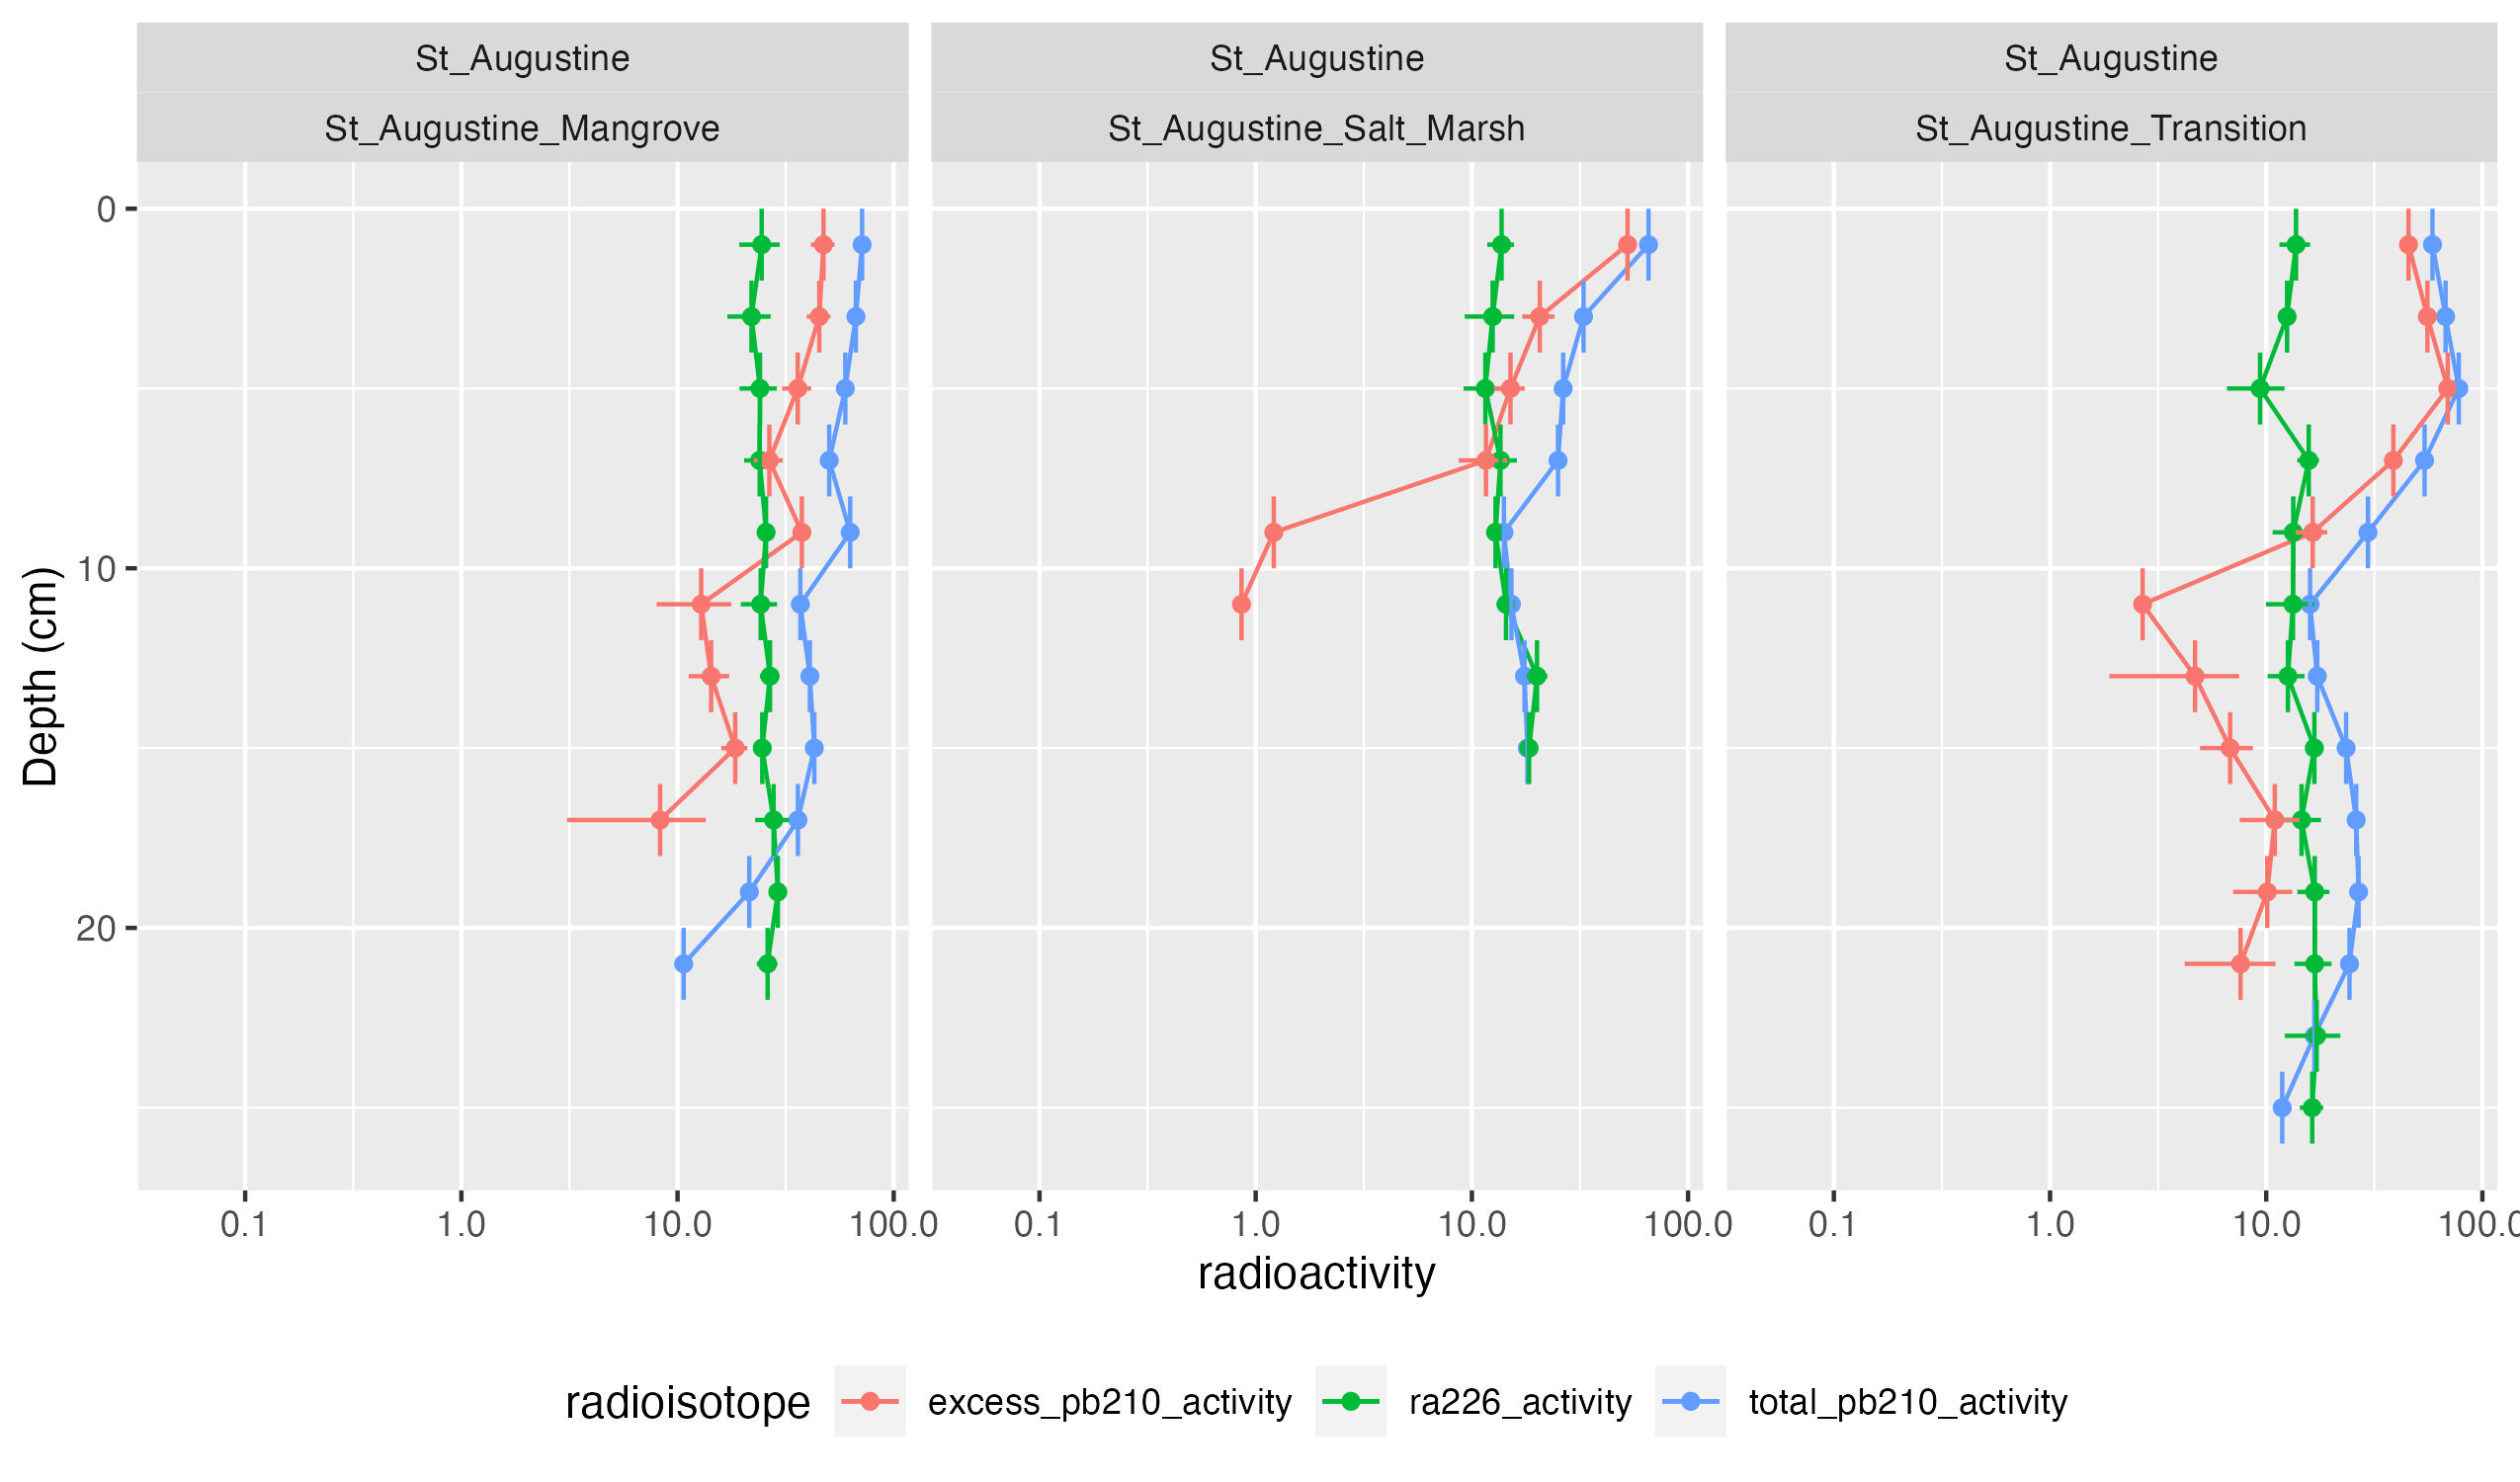 St_Augustine St_Augustine St_Augustine
St_Augustine_Mangrove St_Augustine_Salt_Marsh St_Augustine_Transition
0
10
20
Depth (cm)
0.1 1.0 10.0 100.0 0.1 1.0 10.0 100.0 0.1 1.0 10.0 100.0
radioactivity
radioisotope excess_pb210_activity ra226_activity total_pb210_activity